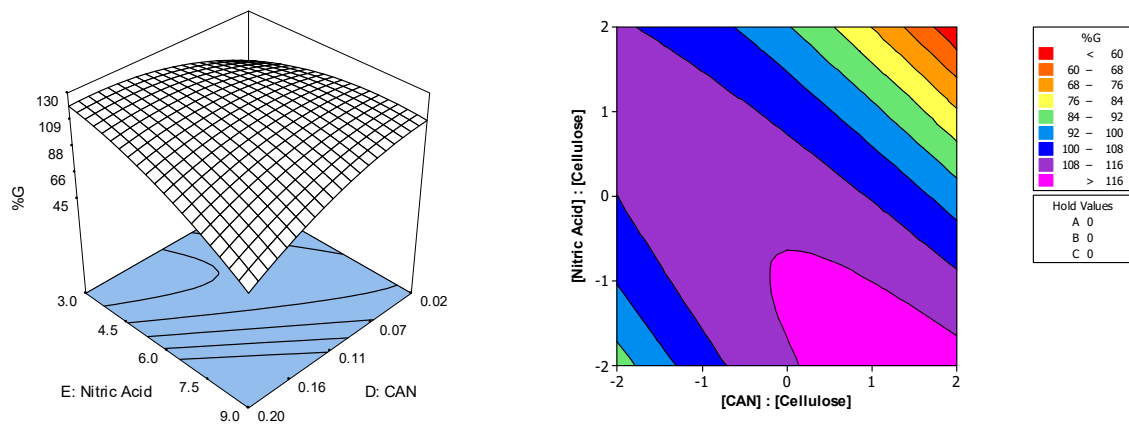 130
109
88
66
45
%G
3.0
4.5
6.0
7.5
9.0
E: Nitric Acid
0.02
0.07
0.11
0.16
0.20
D: CAN
2
1
0
-1
-2
[Nitric Acid] : [Cellulose]
-2 -1 0 1 2
[CAN] : [Cellulose]
%G
< 60
60 – 68
68 – 76
76 – 84
84 – 92
92 – 100
100 – 108
108 – 116
> 116
Hold Values
A 0
B 0
C 0